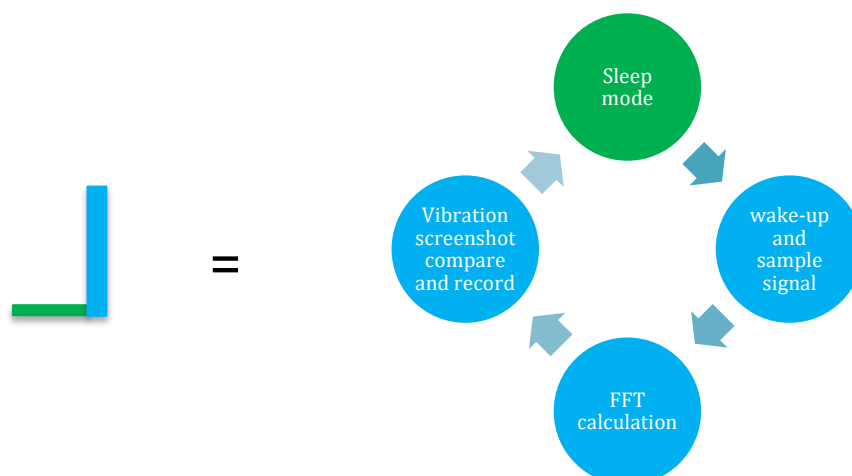 Sleep
mode
wake-up
and
sample
signal
FFT
calculation
Vibration
screenshot
compare
and record
=